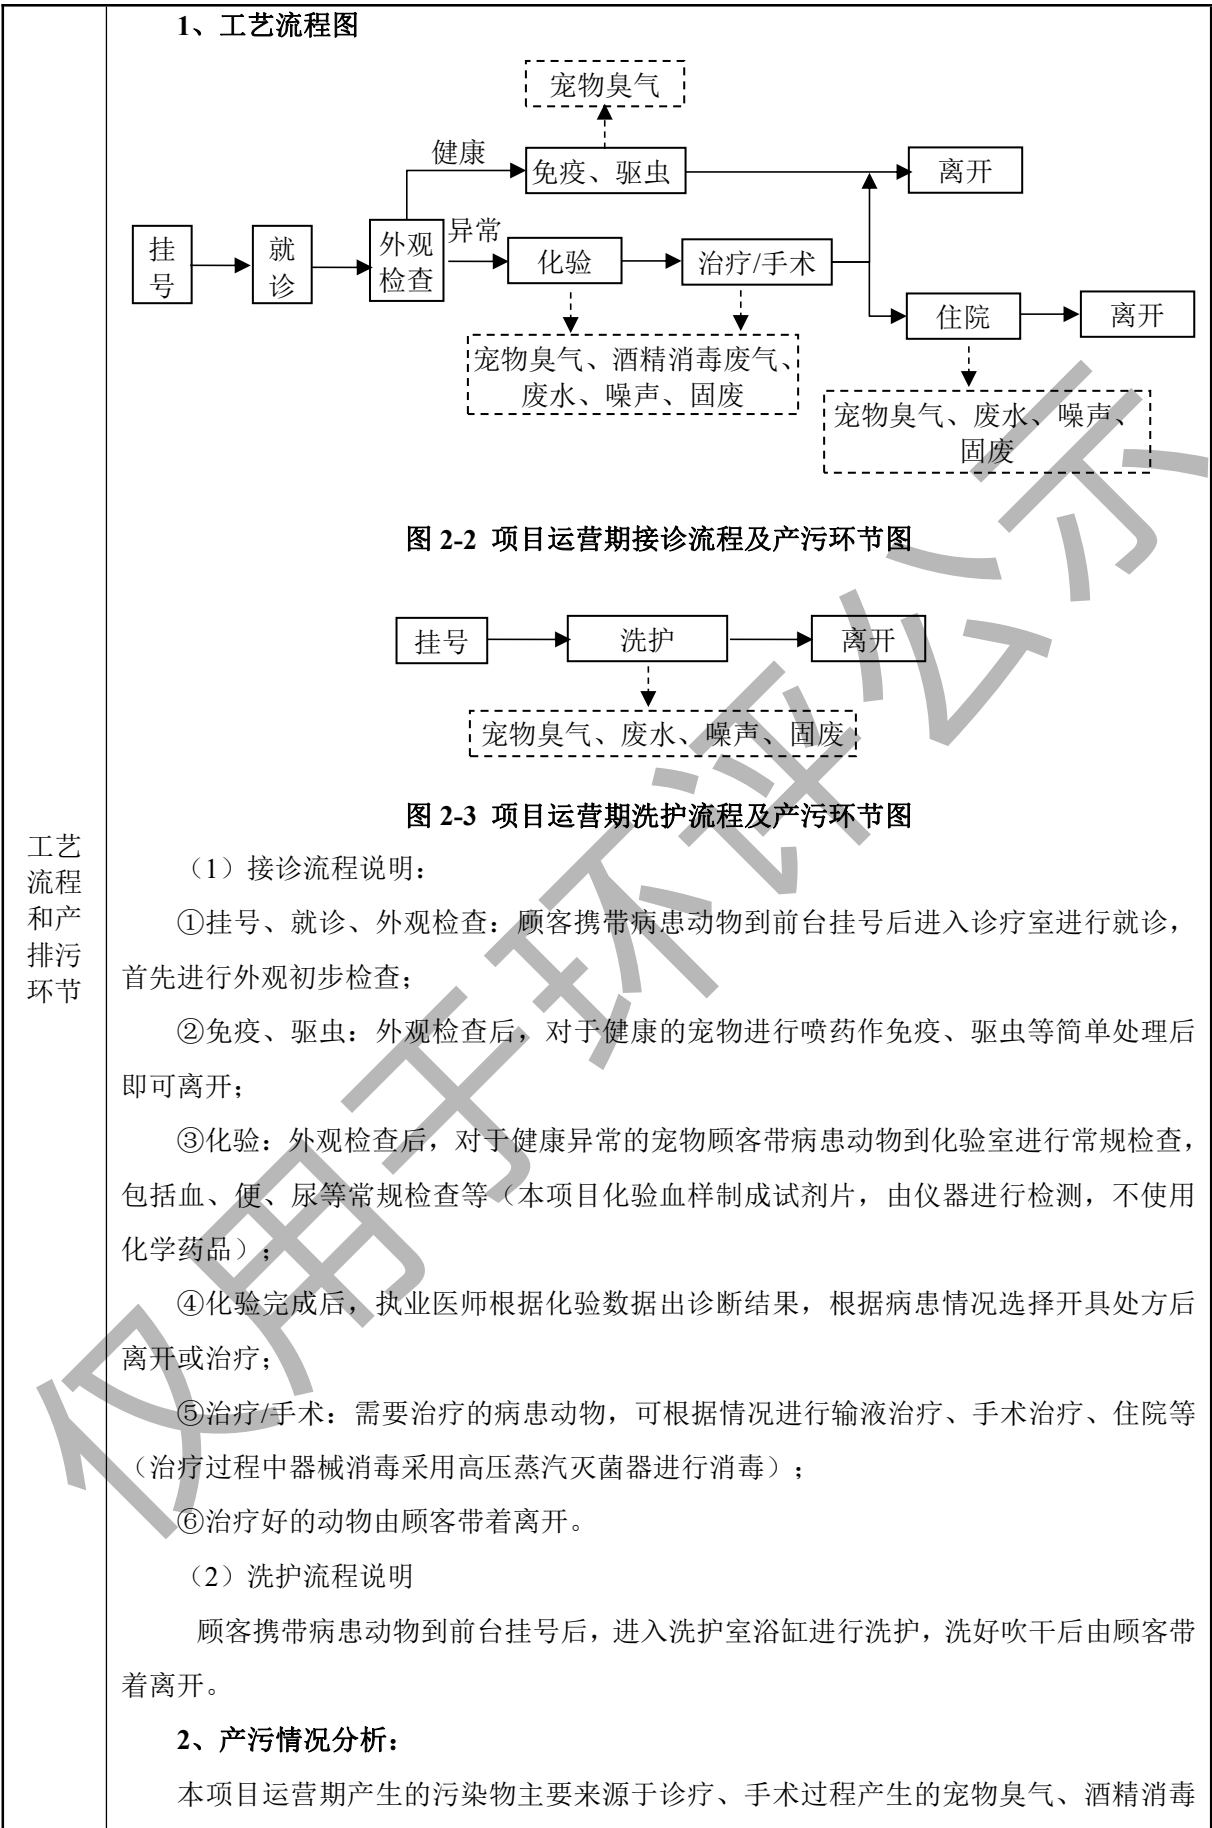 1、工艺流程图
宠物臭气
健康
免疫、驱虫
离开
挂号
就诊
外观
检查
异常
化验
治疗/手术
住院
离开
宠物臭气、酒精消毒废气、
废水、噪声、固废
宠物臭气、废水、噪声、
固废
图 2-2 项目运营期接诊流程及产污环节图
挂号
洗护
离开
宠物臭气、废水、噪声、固废
图 2-3 项目运营期洗护流程及产污环节图
工艺
流程
和产
排污
环节
（1）接诊流程说明：
①挂号、就诊、外观检查：顾客携带病患动物到前台挂号后进入诊疗室进行就诊，
首先进行外观初步检查；
②免疫、驱虫：外观检查后，对于健康的宠物进行喷药作免疫、驱虫等简单处理后
即可离开；
③化验：外观检查后，对于健康异常的宠物顾客带病患动物到化验室进行常规检查，
包括血、便、尿等常规检查等（本项目化验血样制成试剂片，由仪器进行检测，不使用
化学药品）；
④化验完成后，执业医师根据化验数据出诊断结果，根据病患情况选择开具处方后
离开或治疗；
⑤治疗/手术：需要治疗的病患动物，可根据情况进行输液治疗、手术治疗、住院等
（治疗过程中器械消毒采用高压蒸汽灭菌器进行消毒）；
⑥治疗好的动物由顾客带着离开。
（2）洗护流程说明
顾客携带病患动物到前台挂号后，进入洗护室浴缸进行洗护，洗好吹干后由顾客带
着离开。
2、产污情况分析：
本项目运营期产生的污染物主要来源于诊疗、手术过程产生的宠物臭气、酒精消毒
仅用于环评公示